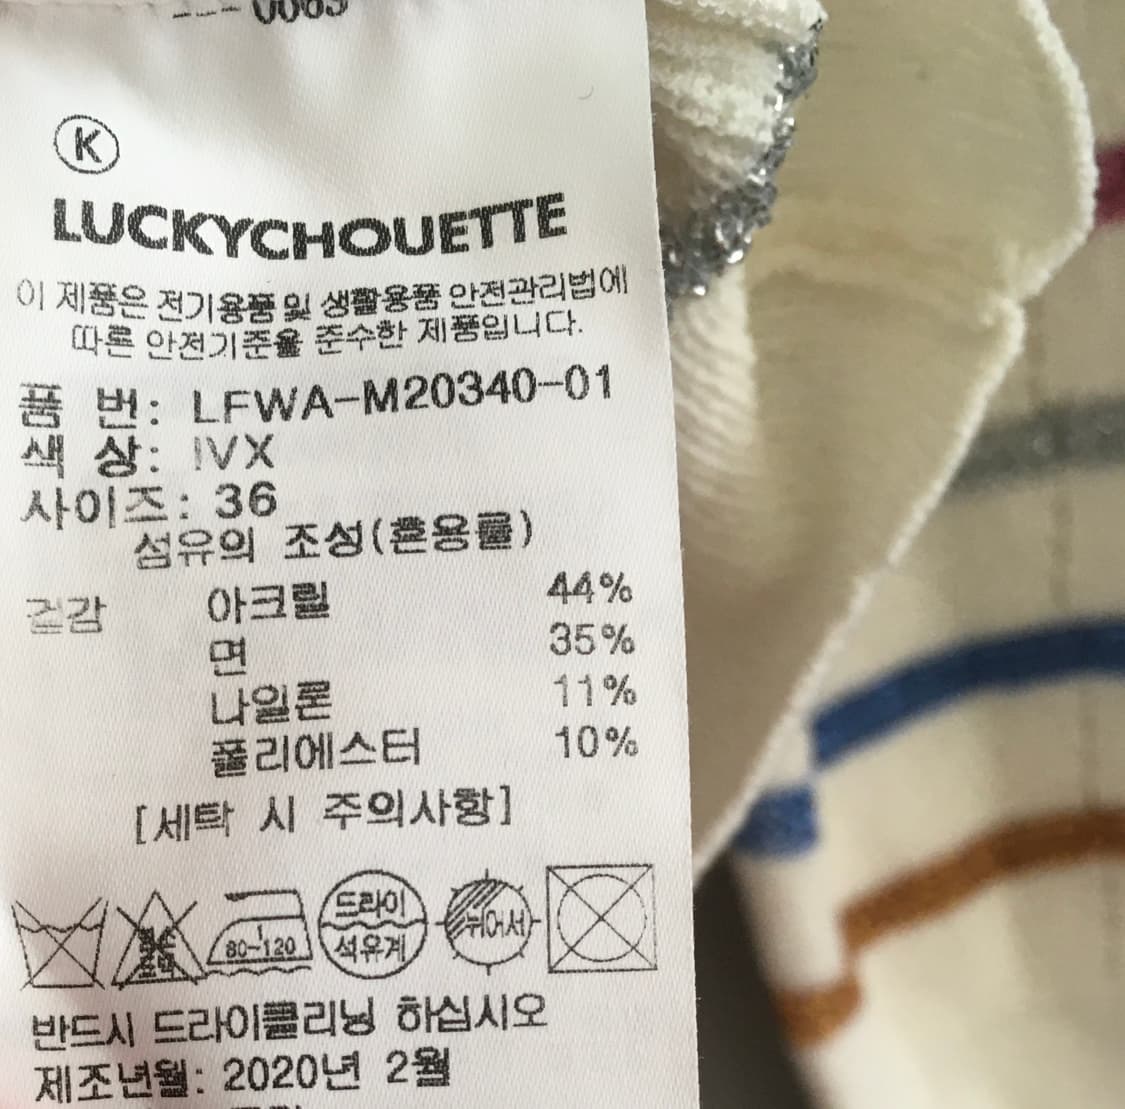 0063
K
LUCKYCHOUETTE
이 제품은 전기용품 및 생활용품 안전관리법에
따른 안전기준을 준수한 제품입니다.
품 번: LFWA-M20340-01
색 상: IVX
사이즈: 36
섬유의 조성(혼용률)
겉감 아크릴 44%
면 35%
나일론 11%
폴리에스터 10%
[세탁 시 주의사항]
80~120 드라이 석유계 뉘어서
반드시 드라이클리닝 하십시오
제조년월: 2020년 2월